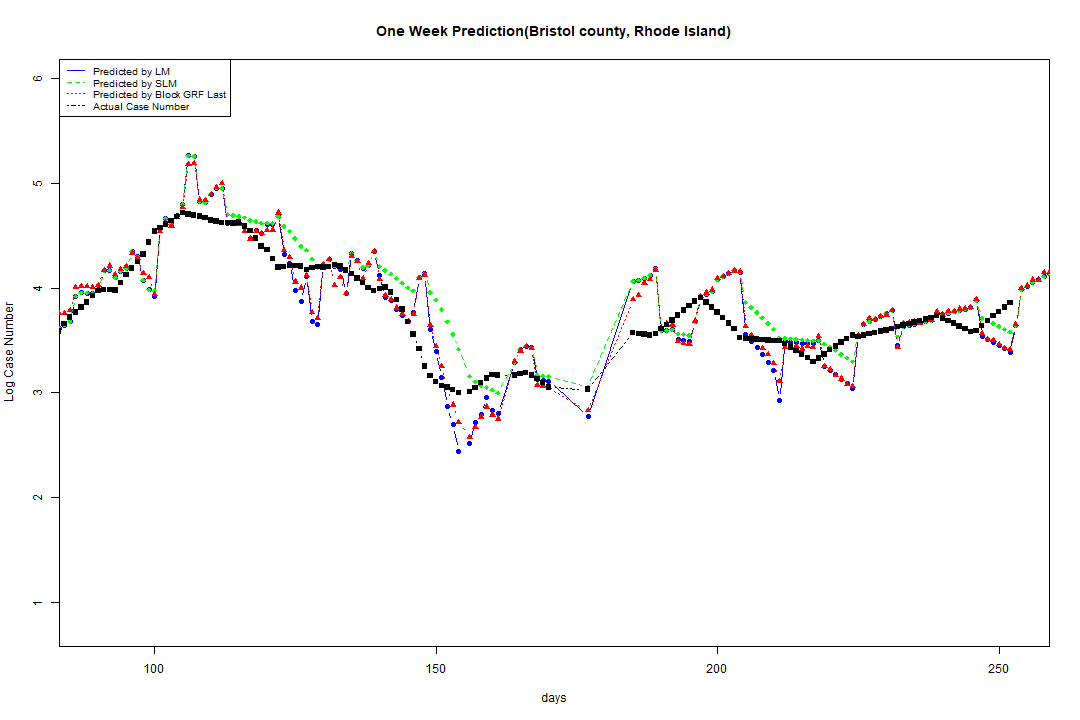 One Week Prediction(Bristol county, Rhode Island)
Predicted by LM
Predicted by SLM
Predicted by Block GRF Last
Actual Case Number
6
5
4
3
2
1
Log Case Number
100
150
200
250
days